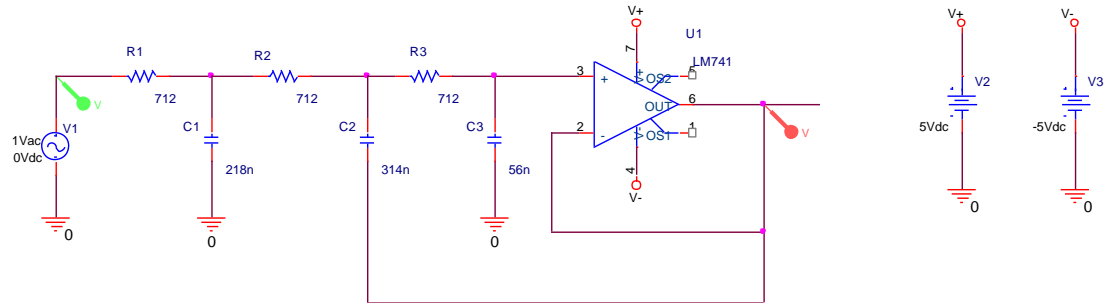 V+
V+
V-
U1
R1
R2
R3
7
LM741
3
+
V+
OS2
5
V2
V3
712
712
712
OUT
6
V
V
V1
C1
C2
C3
2
-
V-
OS1
1
5Vdc
-5Vdc
1Vac
0Vdc
218n
314n
56n
4
V-
0
0
0
0
0